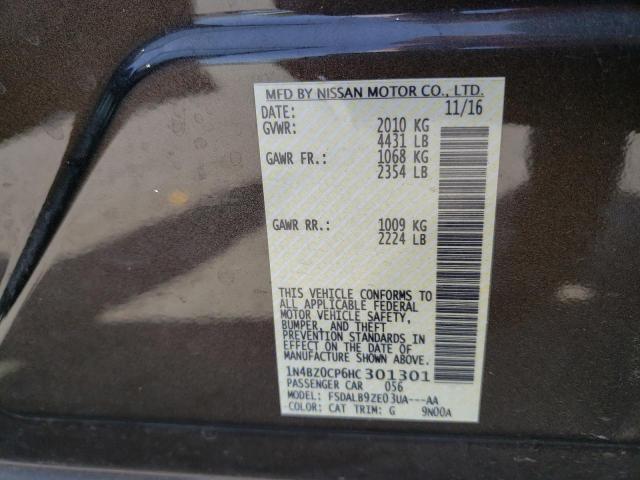 MFD BY NISSAN MOTOR CO., LTD.
DATE: 11/16
GVWR: 2010 KG
4431 LB
GAWR FR: 1068 KG
2354 LB
GAWR RR: 1009 KG
2224 LB
THIS VEHICLE CONFORMS TO
ALL APPLICABLE FEDERAL
MOTOR VEHICLE SAFETY,
BUMPER, AND THEFT
PREVENTION STANDARDS IN
EFFECT ON THE DATE OF
MANUFACTURE SHOWN ABOVE.
1N4BZ0CP6HC 301301
PASSENGER CAR 056
MODEL: FSDALB9ZE03UA---AA
COLOR: CAT TRIM: G 9N00A